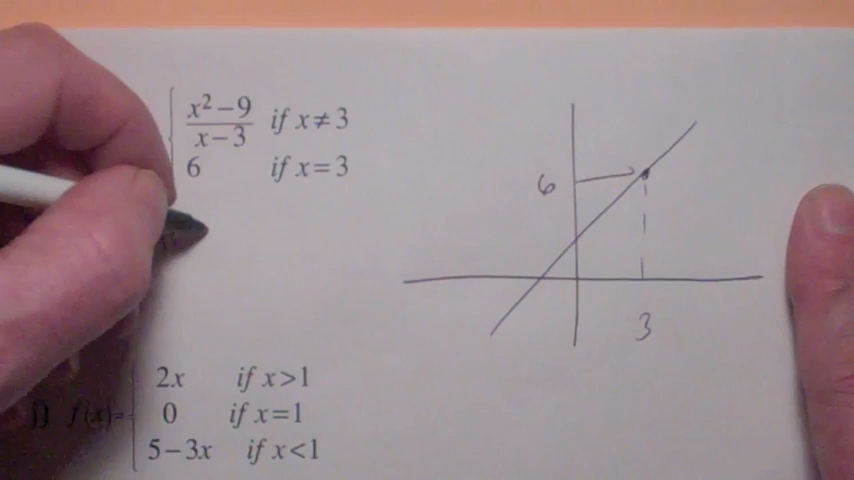 x²-9
x-3 if x≠3
6 if x=3
6
3
2x if x>1
j) f(x)= 0 if x=1
5-3x if x<1